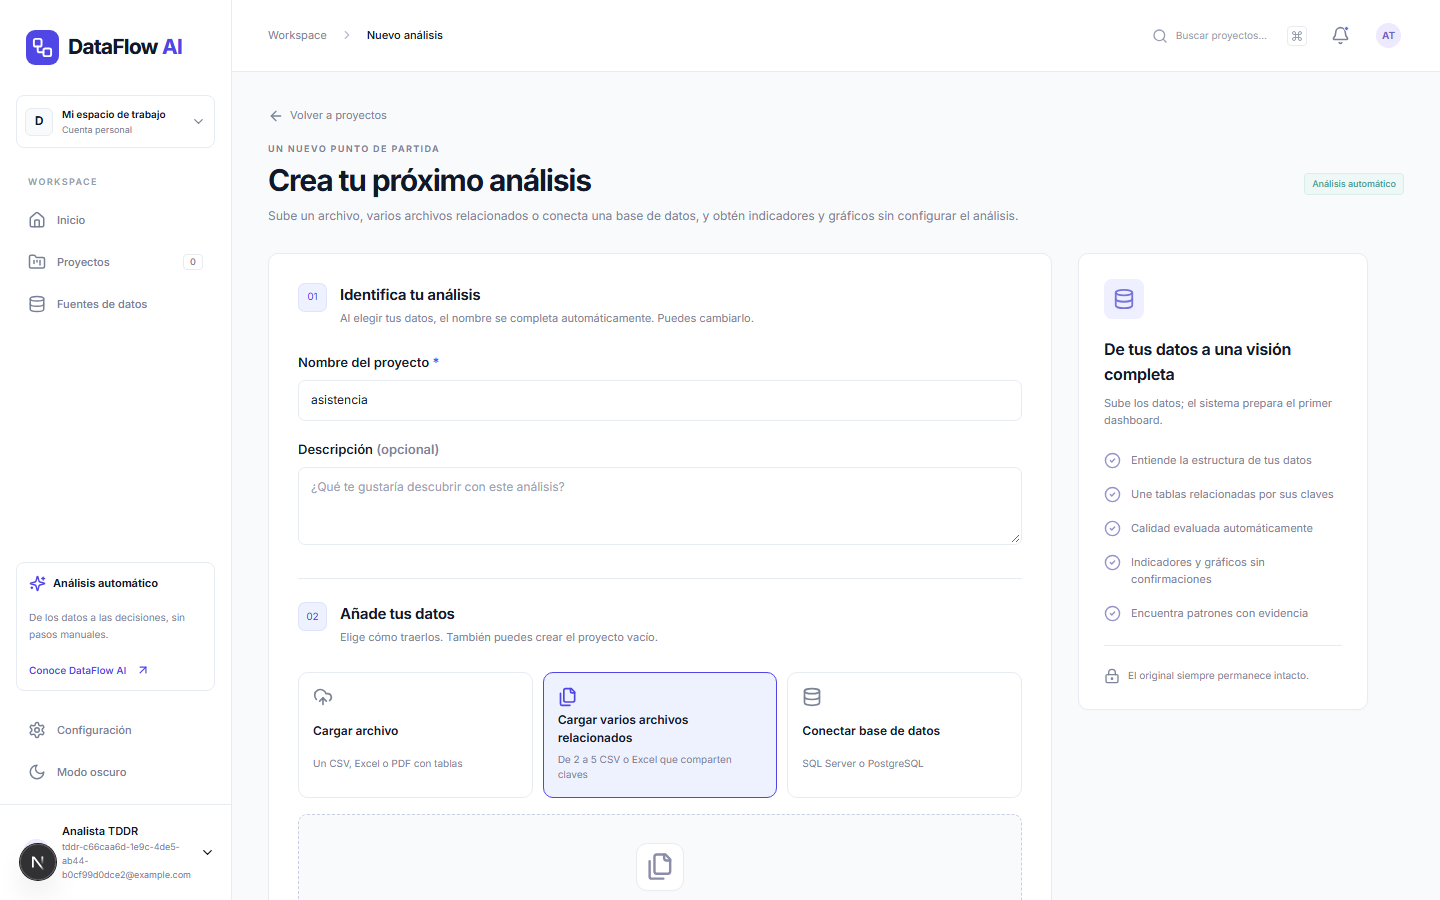 DataFlow AI
D
Mi espacio de trabajo
Cuenta personal
WORKSPACE
Inicio
Proyectos
0
Fuentes de datos
Análisis automático
De los datos a las decisiones, sin
pasos manuales.
Conoce DataFlow AI
Configuración
Modo oscuro
Analista TDDR
tddr-c66caa6d-1e9c-4de5-
ab44-
b0cf99d0dce2@example.com
N
Workspace
Nuevo análisis
Buscar proyectos...
⌘
AT
Volver a proyectos
UN NUEVO PUNTO DE PARTIDA
Crea tu próximo análisis
Sube un archivo, varios archivos relacionados o conecta una base de datos, y obtén indicadores y gráficos sin configurar el análisis.
Análisis automático
01
Identifica tu análisis
Al elegir tus datos, el nombre se completa automáticamente. Puedes cambiarlo.
Nombre del proyecto *
asistencia
Descripción (opcional)
¿Qué te gustaría descubrir con este análisis?
02
Añade tus datos
Elige cómo traerlos. También puedes crear el proyecto vacío.
Cargar archivo
Un CSV, Excel o PDF con tablas
Cargar varios archivos
relacionados
De 2 a 5 CSV o Excel que comparten
claves
Conectar base de datos
SQL Server o PostgreSQL
De tus datos a una visión
completa
Sube los datos; el sistema prepara el primer
dashboard.
Entiende la estructura de tus datos
Une tablas relacionadas por sus claves
Calidad evaluada automáticamente
Indicadores y gráficos sin
confirmaciones
Encuentra patrones con evidencia
El original siempre permanece intacto.